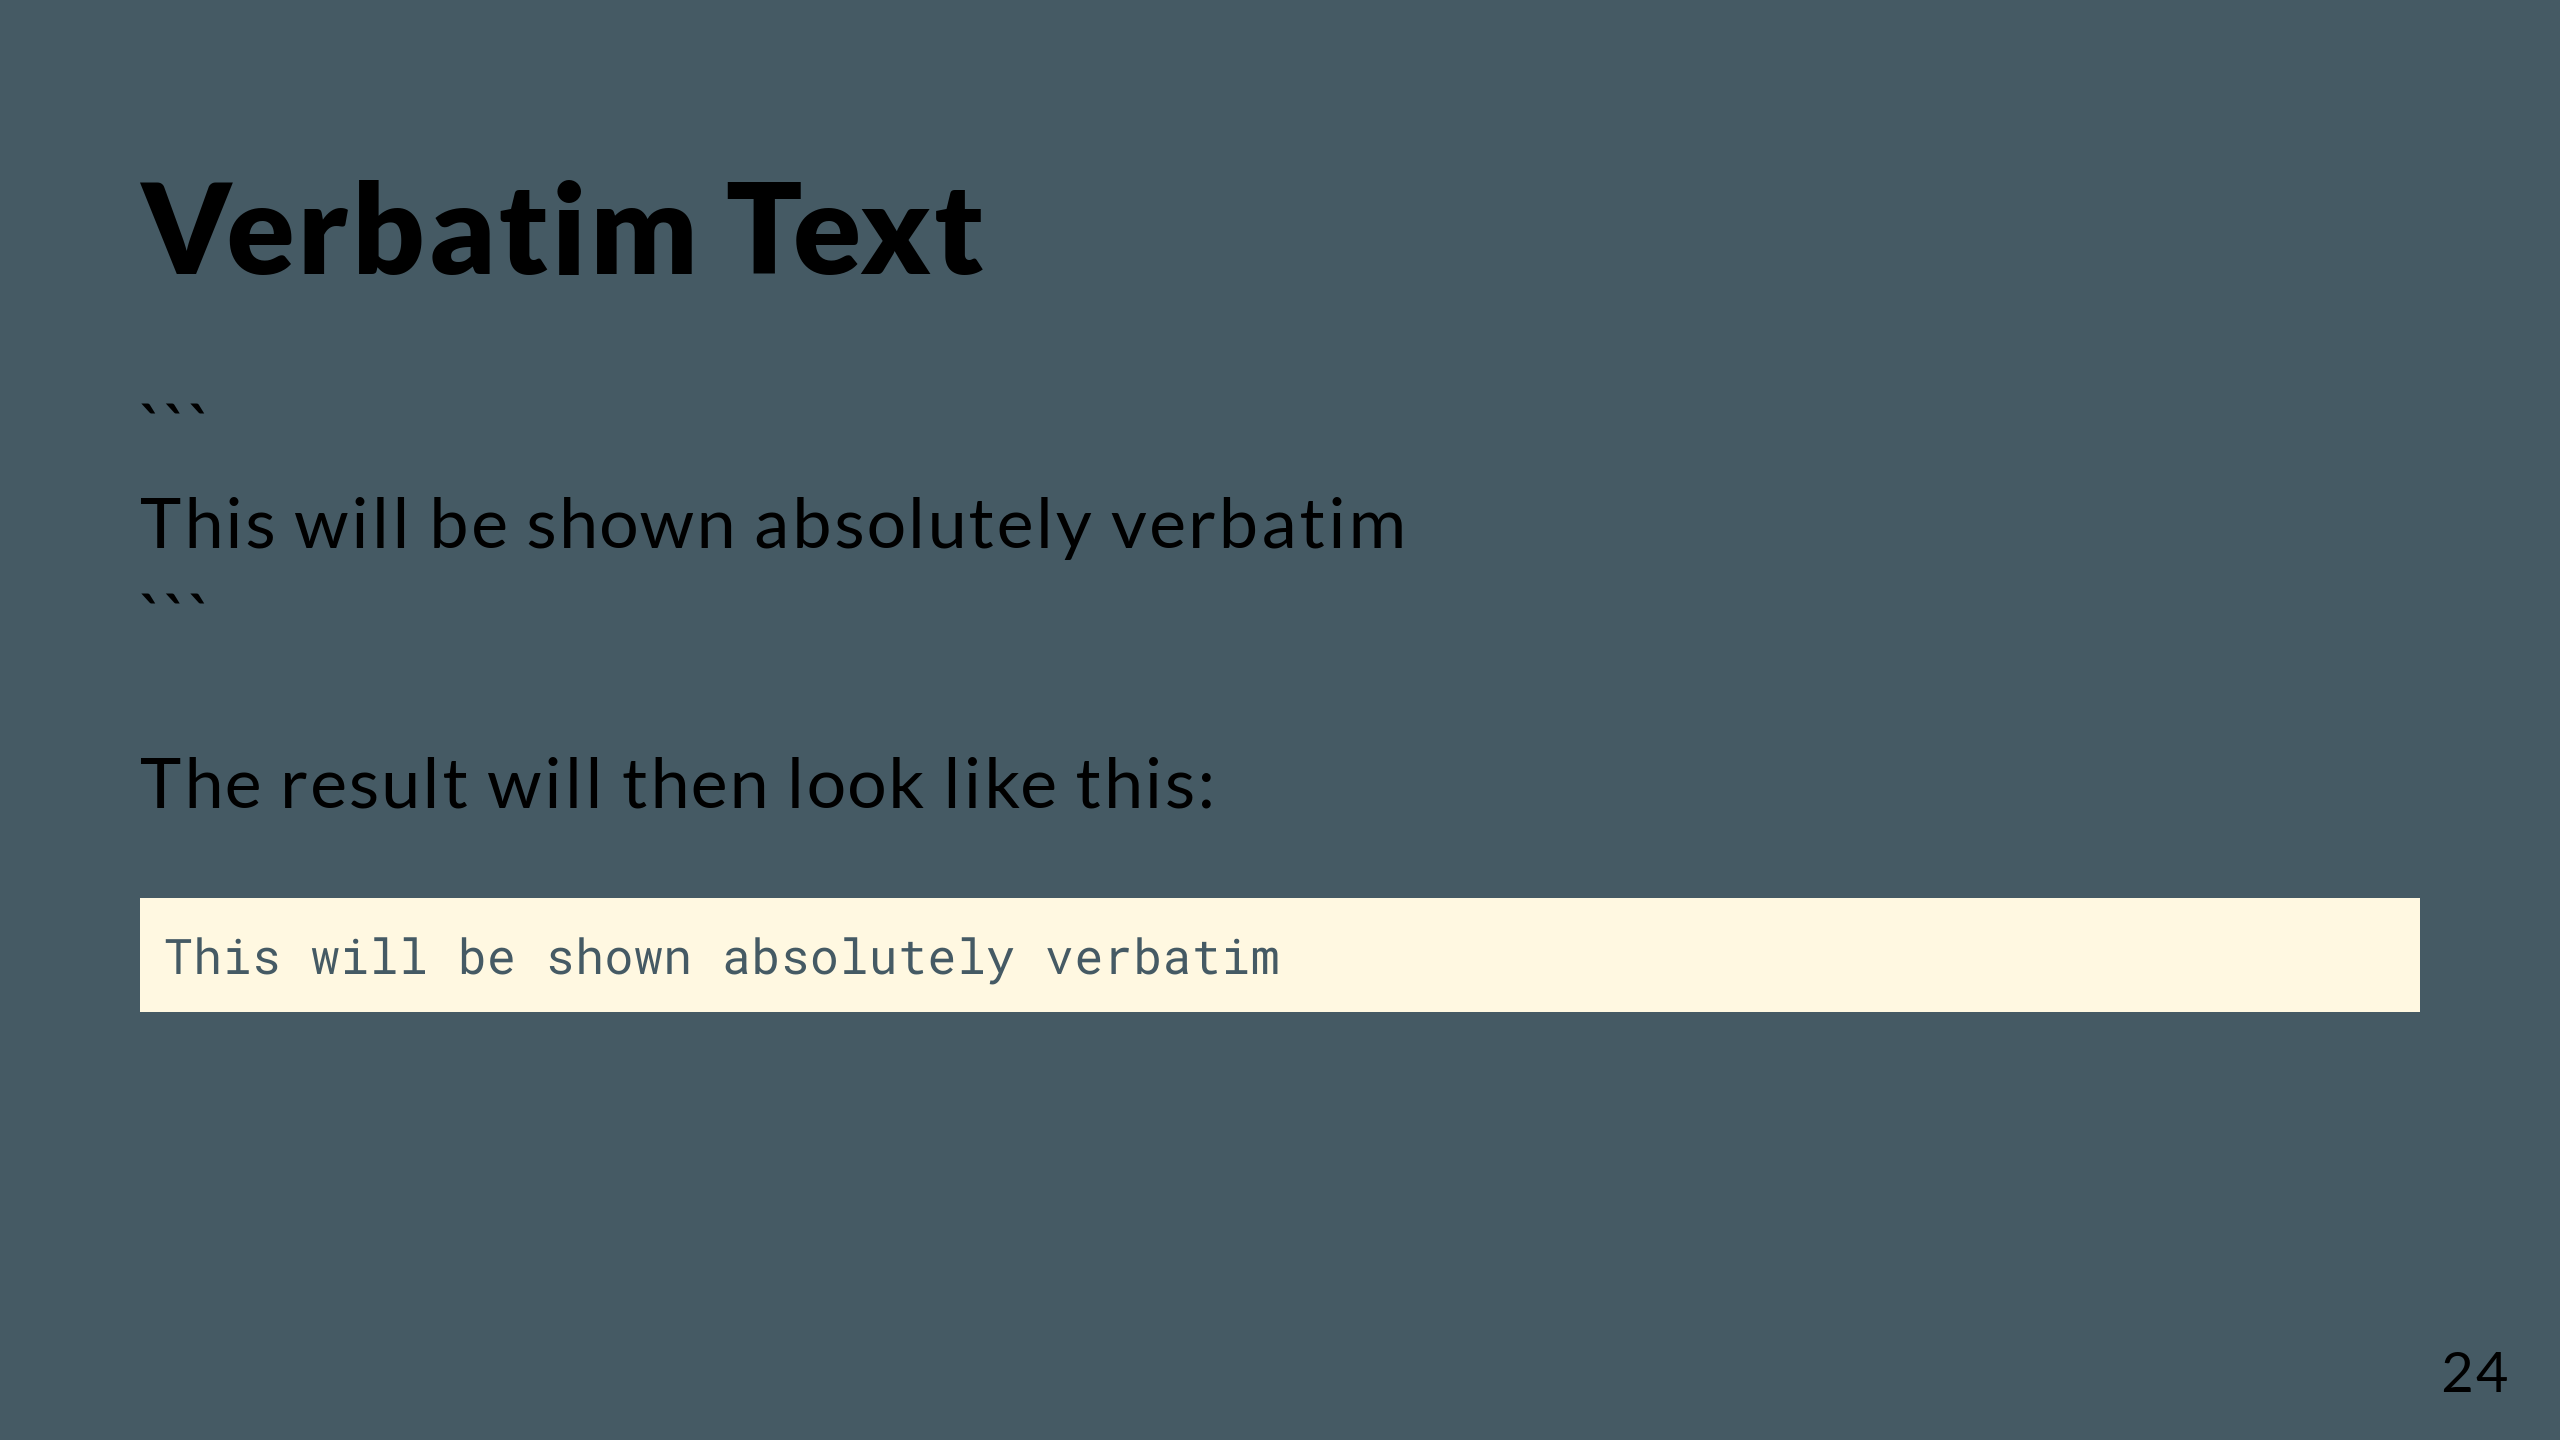 Verbatim Text
```
This will be shown absolutely verbatim
```
The result will then look like this:
This will be shown absolutely verbatim
24